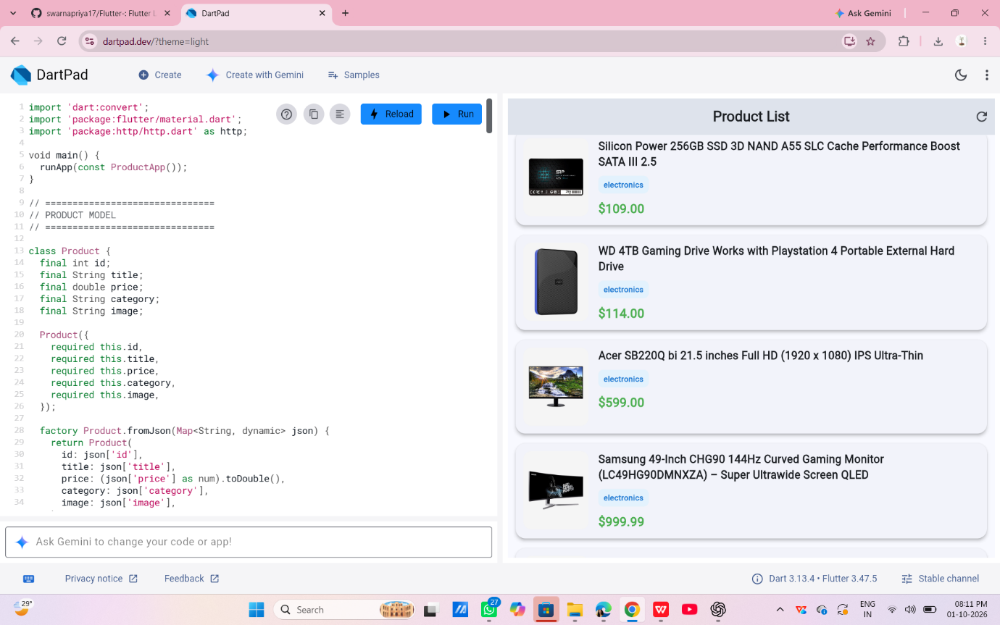 swarnapriya17/Flutter-: Flutter L
DartPad
Ask Gemini
dartpad.dev/?theme=light
DartPad
Create
Create with Gemini
Samples
Reload
Run
1 import 'dart:convert';
2 import 'package:flutter/material.dart';
3 import 'package:http/http.dart' as http;
4
5 void main() {
6 runApp(const ProductApp());
7 }
8
9 // ===============================
10 // PRODUCT MODEL
11 // ===============================
12
13 class Product {
14 final int id;
15 final String title;
16 final double price;
17 final String category;
18 final String image;
19
20 Product({
21 required this.id,
22 required this.title,
23 required this.price,
24 required this.category,
25 required this.image,
26 });
27
28 factory Product.fromJson(Map<String, dynamic> json) {
29 return Product(
30 id: json['id'],
31 title: json['title'],
32 price: (json['price'] as num).toDouble(),
33 category: json['category'],
34 image: json['image'],
Ask Gemini to change your code or app!
Product List
Silicon Power 256GB SSD 3D NAND A55 SLC Cache Performance Boost
SATA III 2.5
electronics
$109.00
WD 4TB Gaming Drive Works with Playstation 4 Portable External Hard
Drive
electronics
$114.00
Acer SB220Q bi 21.5 inches Full HD (1920 x 1080) IPS Ultra-Thin
electronics
$599.00
Samsung 49-Inch CHG90 144Hz Curved Gaming Monitor
(LC49HG90DMNXZA) – Super Ultrawide Screen QLED
electronics
$999.99
Privacy notice
Feedback
Dart 3.13.4 • Flutter 3.47.5
Stable channel
29°
Search
27
ENG
IN
08:11 PM
01-10-2026